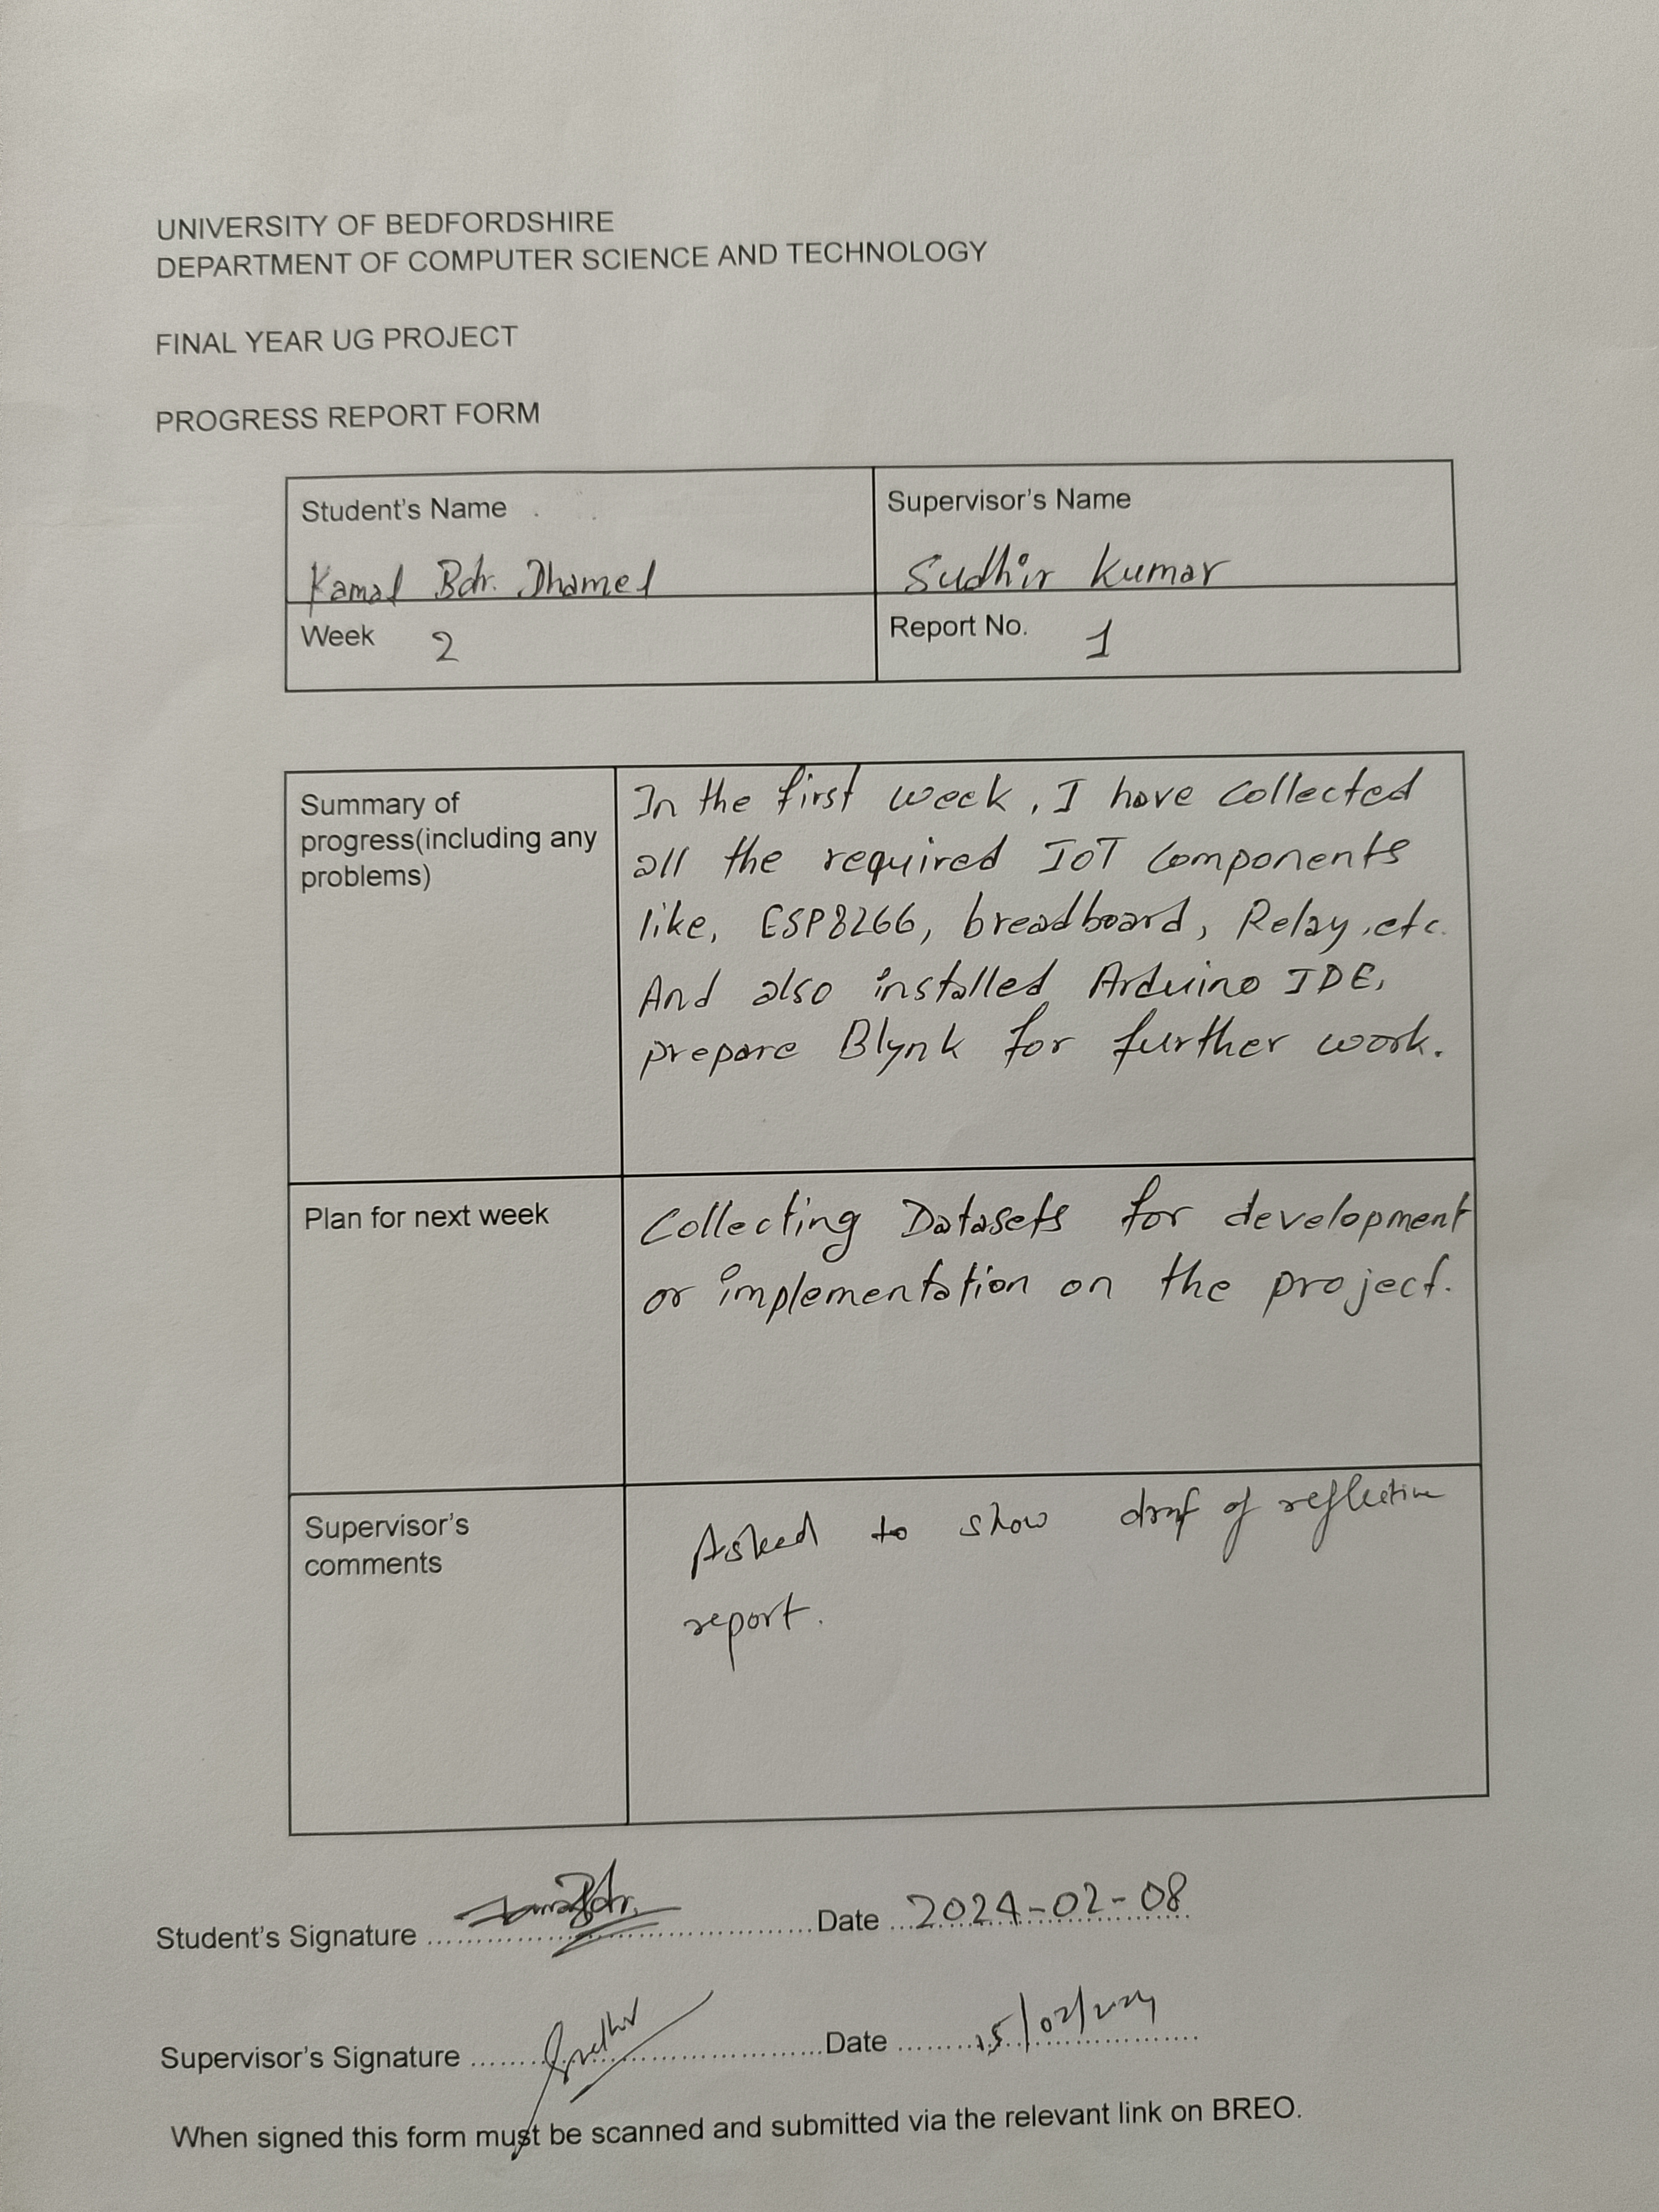 UNIVERSITY OF BEDFORDSHIRE
DEPARTMENT OF COMPUTER SCIENCE AND TECHNOLOGY
FINAL YEAR UG PROJECT
PROGRESS REPORT FORM
Student's Name
Supervisor's Name
Kamal Bdr. Dhamel
Sudhir Kumar
Week 2
Report No. 1
Summary of
progress(including any
problems)
In the first week, I have collected
all the required IoT components
like, ESP8266, breadboard, Relay, etc.
And also installed Arduino IDE,
prepare Blynk for further work.
Plan for next week
Collecting Datasets for development
or implementation on the project.
Supervisor's
comments
Asked to show draf of reflective
report.
Student's Signature ........ Date 2024-02-08
Supervisor's Signature ........ Sudhir ........ Date 15/02/2024
When signed this form must be scanned and submitted via the relevant link on BREO.